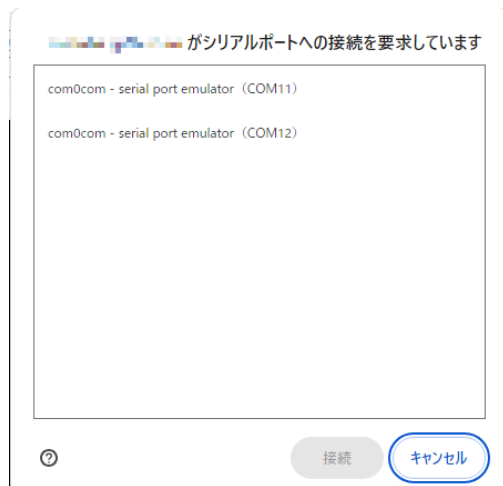 がシリアルポートへの接続を要求しています
com0com - serial port emulator（COM11）
com0com - serial port emulator（COM12）
接続
キャンセル